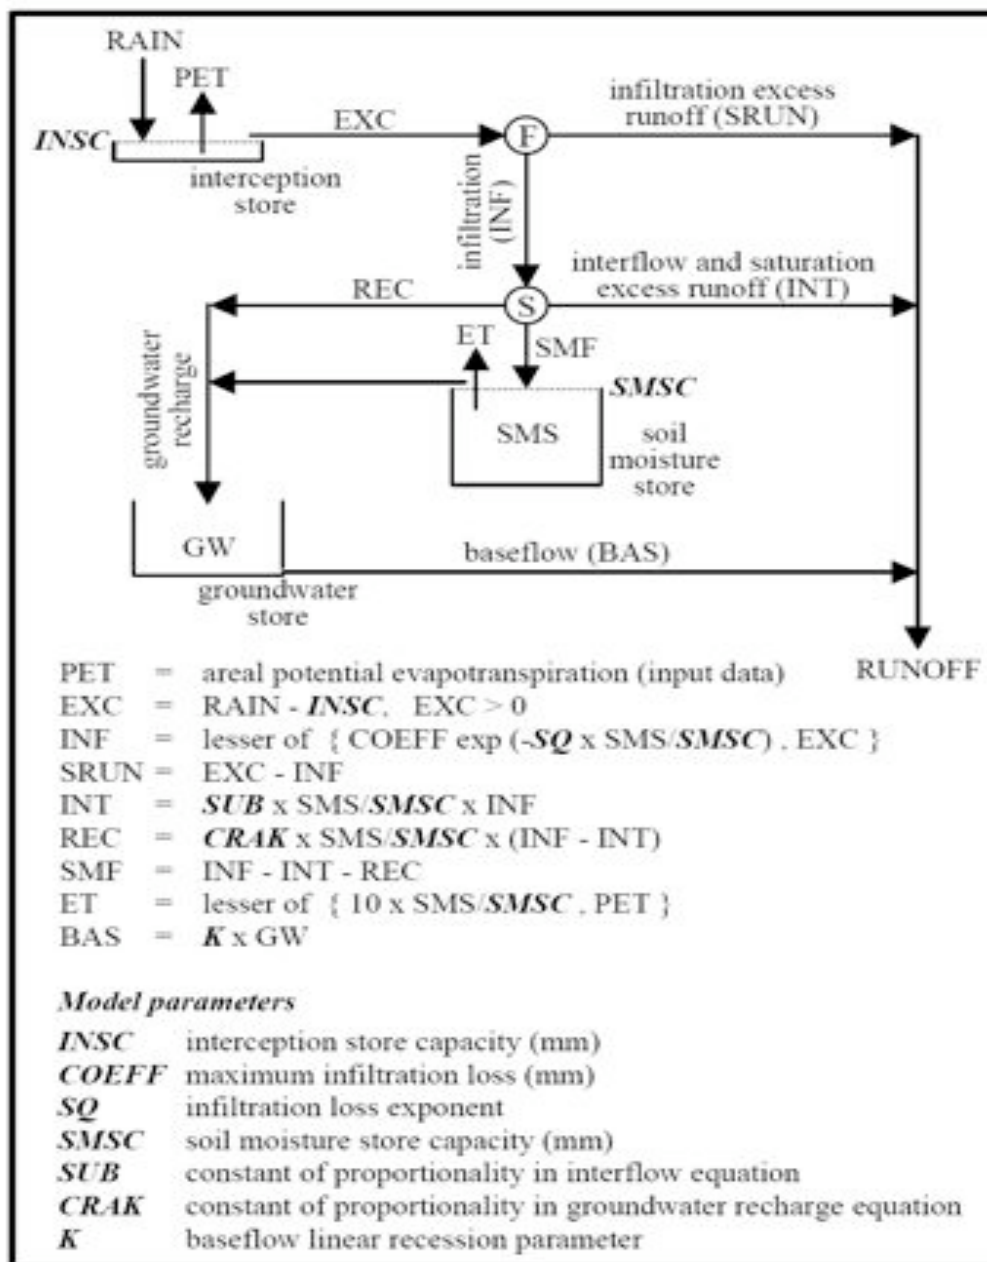 RAIN
PET
INSC
EXC
F
infiltration excess
runoff (SRUN)
interception
store
infiltration
(INF)
REC
S
interflow and saturation
excess runoff (INT)
ET
SMF
SMSC
groundwater
recharge
SMS
soil
moisture
store
GW
baseflow (BAS)
groundwater
store
RUNOFF
PET = areal potential evapotranspiration (input data)
EXC = RAIN - INSC, EXC > 0
INF = lesser of { COEFF exp (-SQ x SMS/SMSC) , EXC }
SRUN = EXC - INF
INT = SUB x SMS/SMSC x INF
REC = CRAK x SMS/SMSC x (INF - INT)
SMF = INF - INT - REC
ET = lesser of { 10 x SMS/SMSC , PET }
BAS = K x GW
Model parameters
INSC interception store capacity (mm)
COEFF maximum infiltration loss (mm)
SQ infiltration loss exponent
SMSC soil moisture store capacity (mm)
SUB constant of proportionality in interflow equation
CRAK constant of proportionality in groundwater recharge equation
K baseflow linear recession parameter